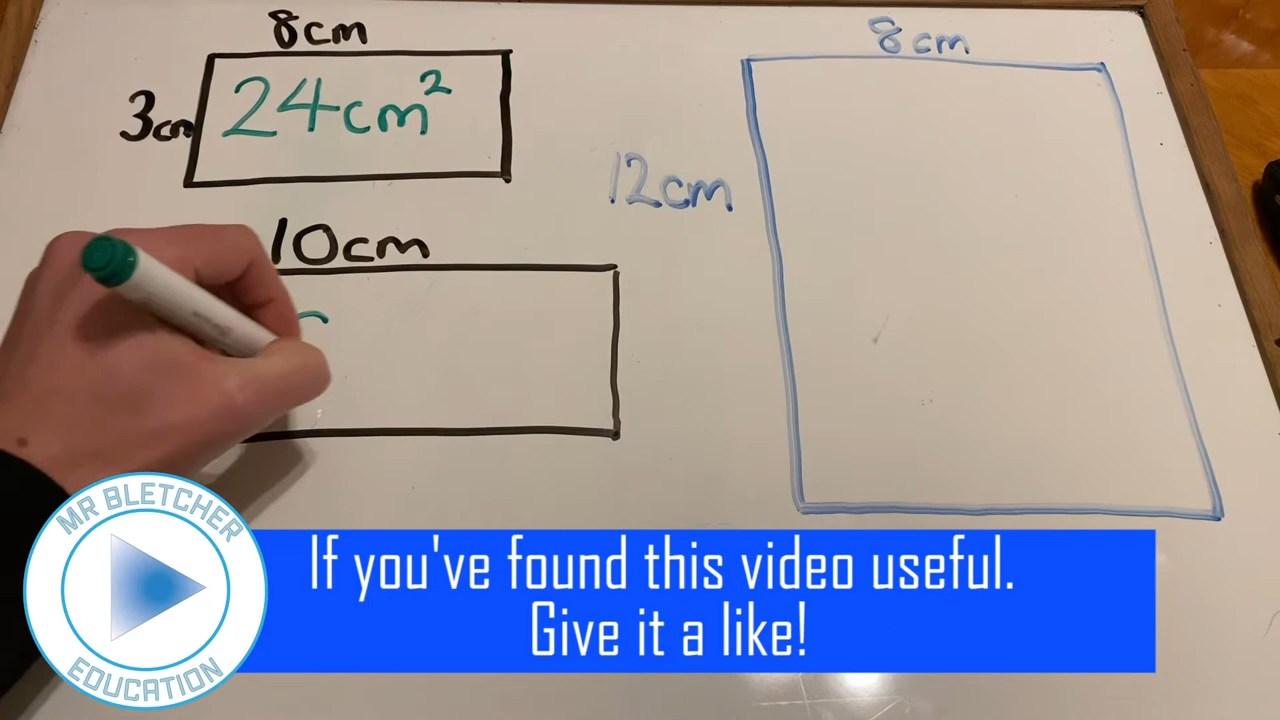 8cm
3cm
24cm²
10cm
8cm
12cm
MR BLETCHER
EDUCATION
If you've found this video useful.
Give it a like!